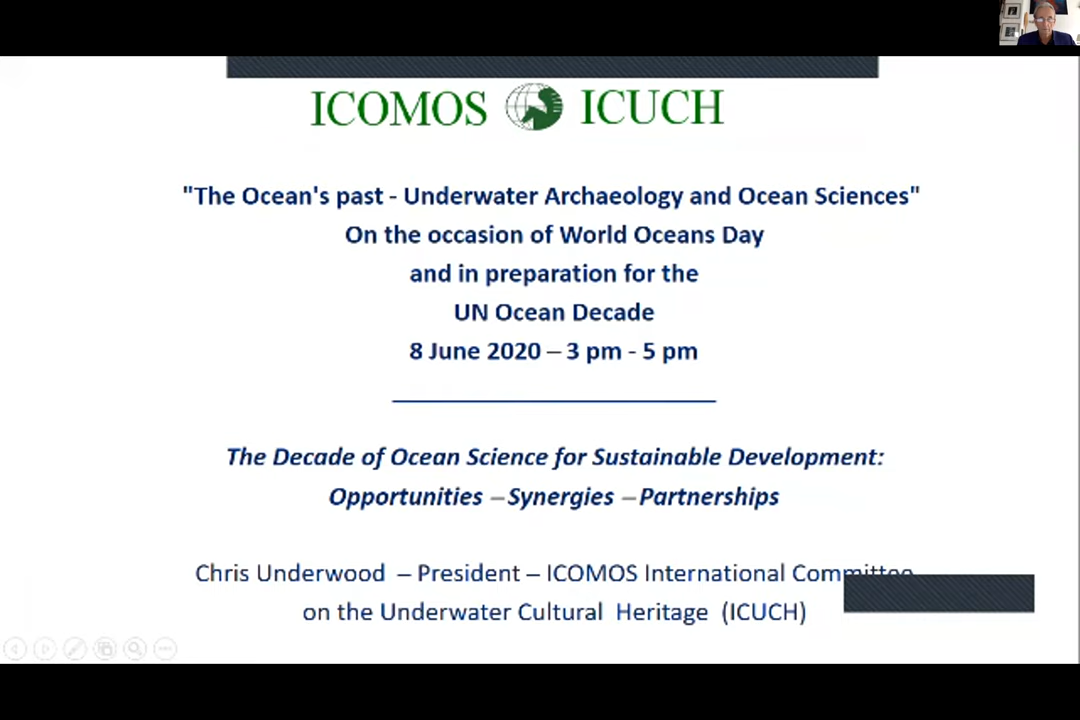 ICOMOS ICUCH
"The Ocean's past - Underwater Archaeology and Ocean Sciences"
On the occasion of World Oceans Day
and in preparation for the
UN Ocean Decade
8 June 2020 – 3 pm - 5 pm
The Decade of Ocean Science for Sustainable Development:
Opportunities – Synergies – Partnerships
Chris Underwood – President – ICOMOS International Committee
on the Underwater Cultural Heritage (ICUCH)